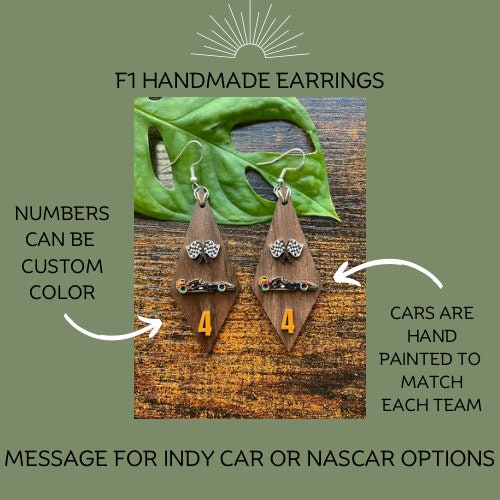 F1 HANDMADE EARRINGS
NUMBERS
CAN BE
CUSTOM
COLOR
4
4
CARS ARE
HAND
PAINTED TO
MATCH
EACH TEAM
MESSAGE FOR INDY CAR OR NASCAR OPTIONS